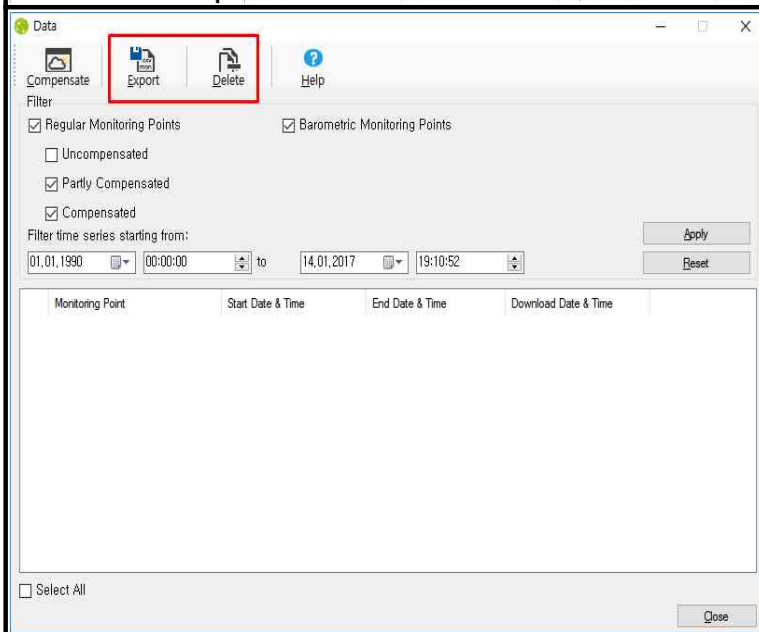 Data
Compensate Export Delete Help
Filter
Regular Monitoring Points Barometric Monitoring Points
Uncompensated
Partly Compensated
Compensated
Filter time series starting from:
Apply
01,01,1990 00:00:00 to 14,01,2017 19:10:52
Reset
Monitoring Point Start Date & Time End Date & Time Download Date & Time
Select All
Close